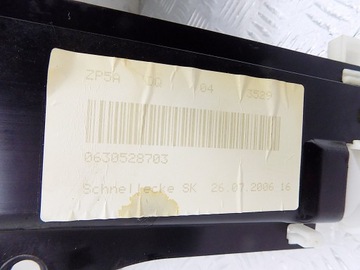 ZP5A 00 04 3529
0630528703
Schnellecke SK 26.07.2006 16